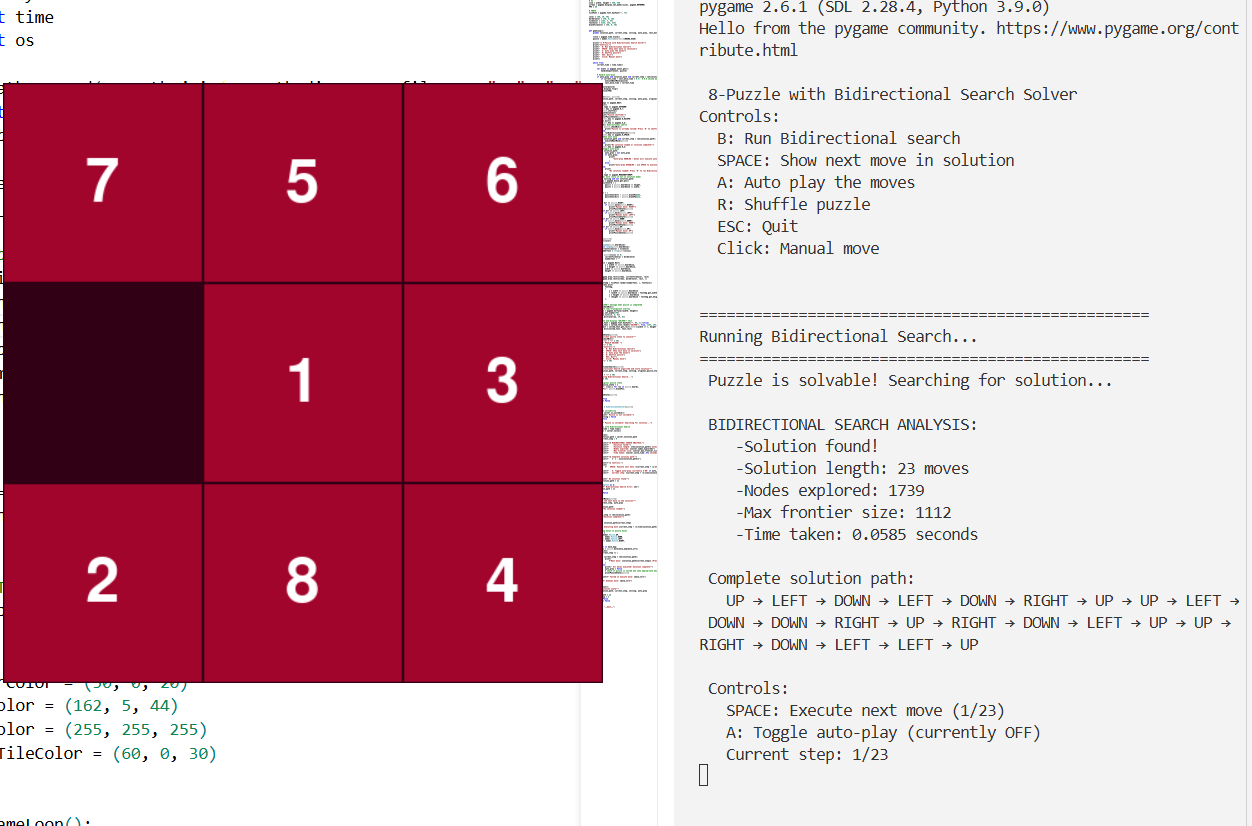 t time
t os
7 5 6
1 3
2 8 4
olor = (162, 5, 44)
olor = (255, 255, 255)
TileColor = (60, 0, 30)
ameLoop():
pygame 2.6.1 (SDL 2.28.4, Python 3.9.0)
Hello from the pygame community. https://www.pygame.org/cont
ribute.html
8-Puzzle with Bidirectional Search Solver
Controls:
B: Run Bidirectional search
SPACE: Show next move in solution
A: Auto play the moves
R: Shuffle puzzle
ESC: Quit
Click: Manual move
==================================================
Running Bidirectional Search...
==================================================
Puzzle is solvable! Searching for solution...
BIDIRECTIONAL SEARCH ANALYSIS:
-Solution found!
-Solution length: 23 moves
-Nodes explored: 1739
-Max frontier size: 1112
-Time taken: 0.0585 seconds
Complete solution path:
UP → LEFT → DOWN → LEFT → DOWN → RIGHT → UP → UP → LEFT →
DOWN → DOWN → RIGHT → UP → RIGHT → DOWN → LEFT → UP → UP →
RIGHT → DOWN → LEFT → LEFT → UP
Controls:
SPACE: Execute next move (1/23)
A: Toggle auto-play (currently OFF)
Current step: 1/23